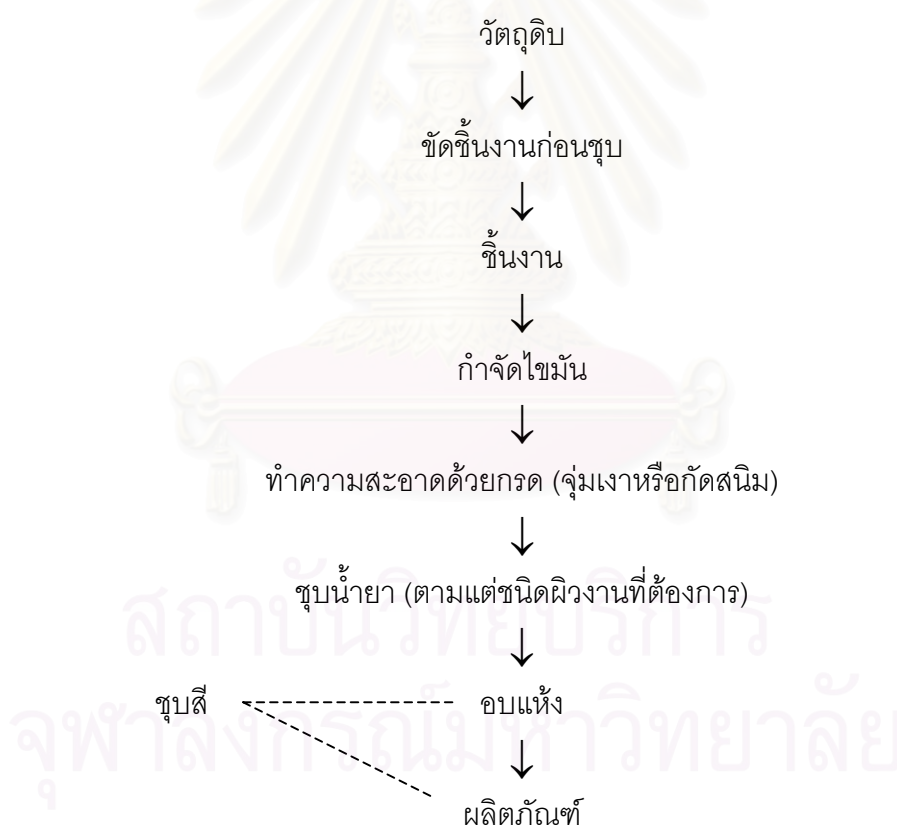 วัตถุดิบ
↓
ขัดชิ้นงานก่อนชุบ
↓
ชิ้นงาน
↓
กำจัดไขมัน
↓
ทำความสะอาดด้วยกรด (จุ่มเงาหรือกัดสนิม)
↓
ชุบน้ำยา (ตามแต่ชนิดผิวงานที่ต้องการ)
↓
ชุบสี อบแห้ง
↓
ผลิตภัณฑ์
สถาบันวิทยบริการ
จุฬาลงกรณ์มหาวิทยาลัย